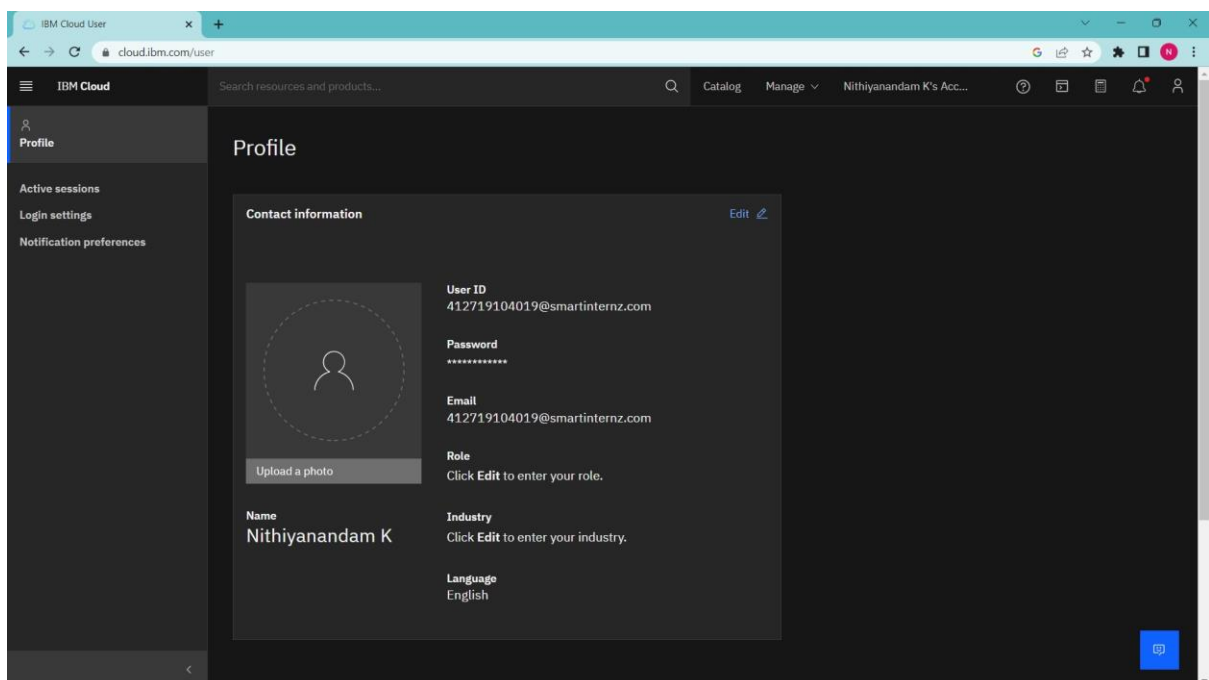 IBM Cloud User
cloud.ibm.com/user
IBM Cloud
Search resources and products...
Catalog
Manage
Nithiyanandam K's Acc...
Profile
Active sessions
Login settings
Notification preferences
Profile
Contact information
Edit
Upload a photo
Name
Nithiyanandam K
User ID
412719104019@smartinternz.com
Password
************
Email
412719104019@smartinternz.com
Role
Click Edit to enter your role.
Industry
Click Edit to enter your industry.
Language
English